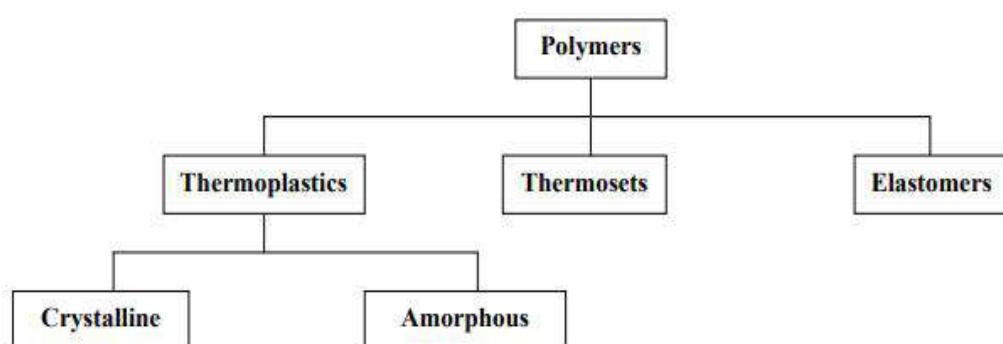 Polymers
Thermoplastics
Thermosets
Elastomers
Crystalline
Amorphous